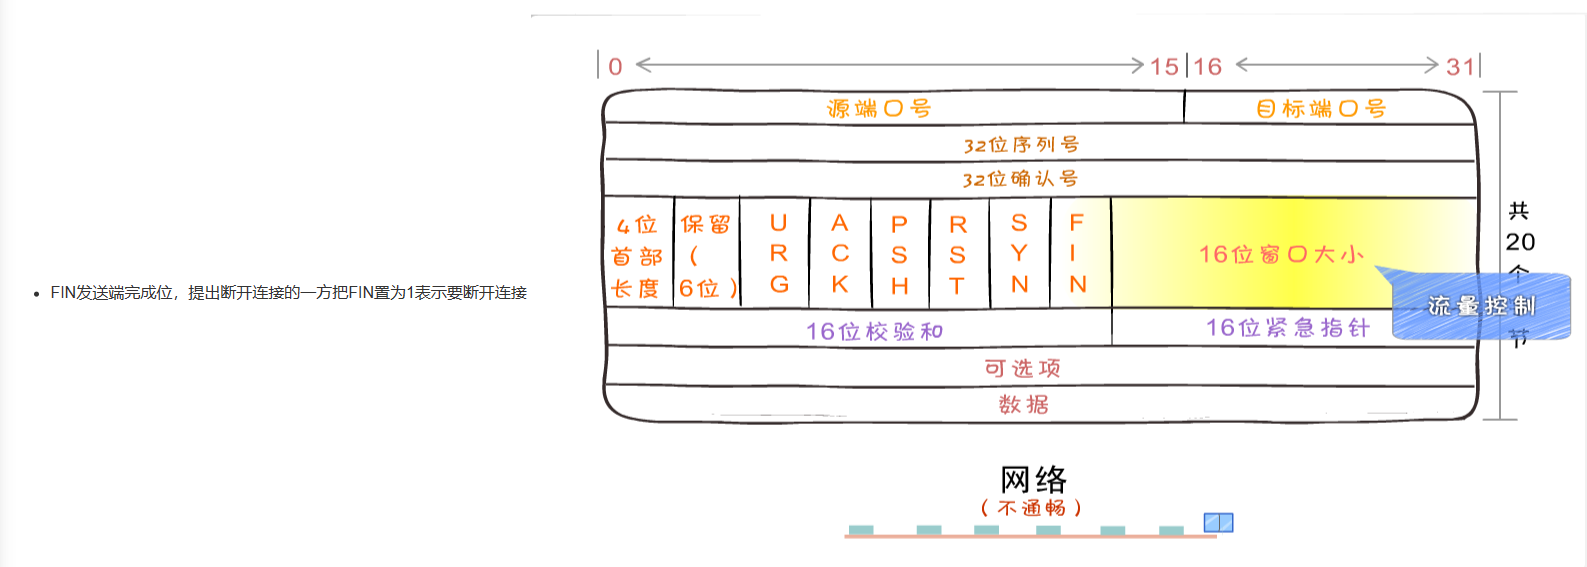 0 15 16 31
源端口号 目标端口号
32位序列号
32位确认号
4位首部长度 保留(6位) URG ACK PSH RST SYN FIN 16位窗口大小
共20个 节
流量控制
FIN发送端完成位，提出断开连接的一方把FIN置为1表示要断开连接
16位校验和 16位紧急指针
可选项
数据
网络
(不通畅)